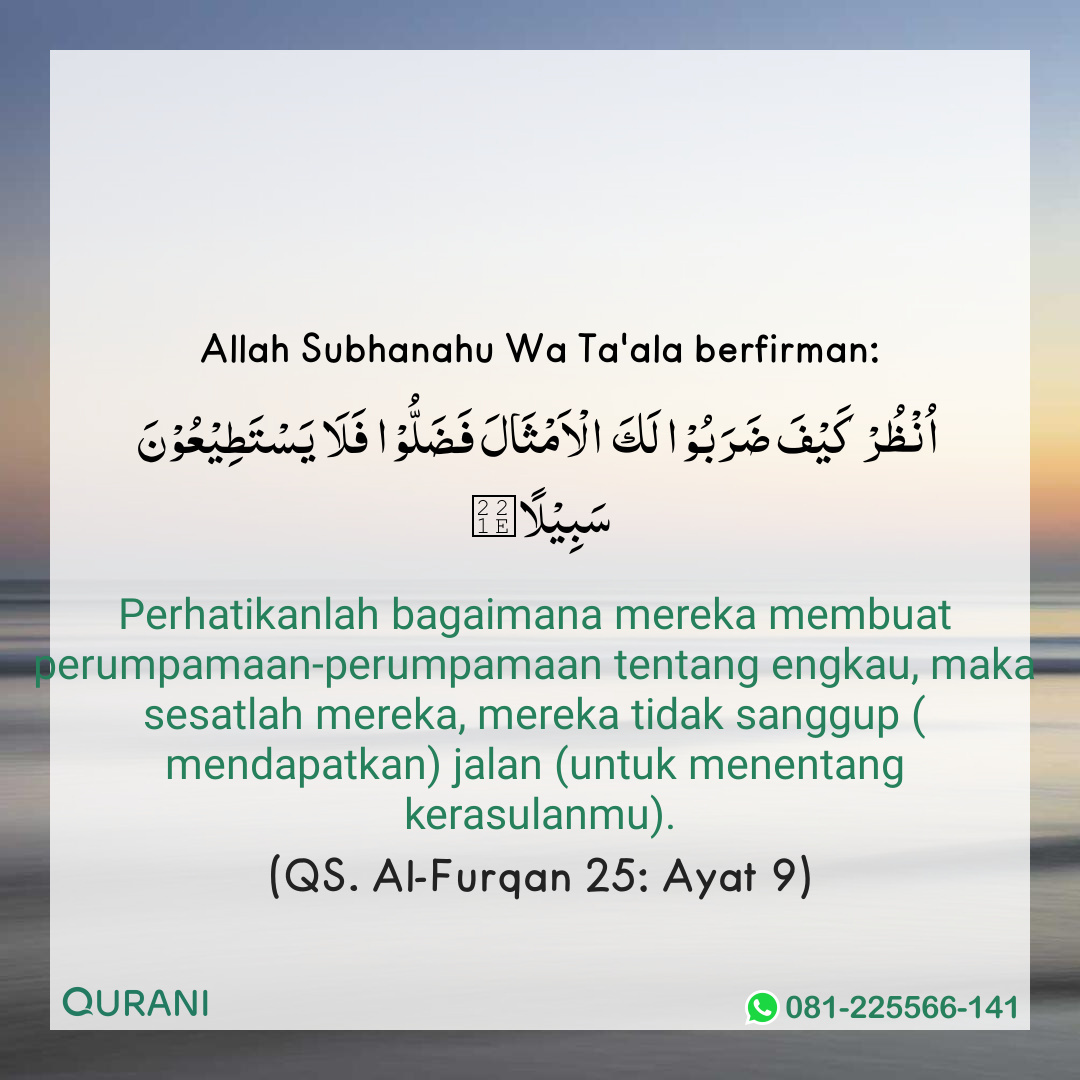 Allah Subhanahu Wa Ta'ala berfirman:
اُنْظُرْ كَيْفَ ضَرَبُوْا لَكَ الْاَمْثَالَ فَضَلُّوْا فَلَا يَسْتَطِيْعُوْنَ
سَبِيْلًا∞
Perhatikanlah bagaimana mereka membuat
perumpamaan-perumpamaan tentang engkau, maka
sesatlah mereka, mereka tidak sanggup (
mendapatkan) jalan (untuk menentang
kerasulanmu).
(QS. Al-Furqan 25: Ayat 9)
QURANI
081-225566-141